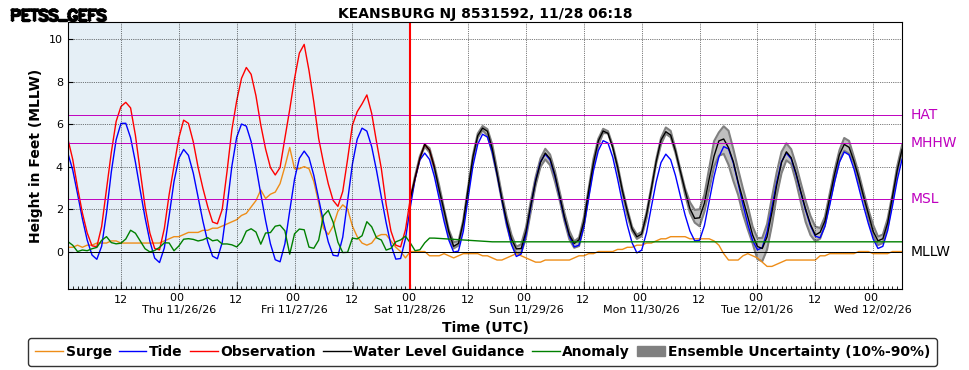 PETSS_GEFS
KEANSBURG NJ 8531592, 11/28 06:18
Height in Feet (MLLW)
10
8
6
4
2
0
HAT
MHHW
MSL
MLLW
12 00 12 00 12 00 12 00 12 00 12 00 12 00
Thu 11/26/26 Fri 11/27/26 Sat 11/28/26 Sun 11/29/26 Mon 11/30/26 Tue 12/01/26 Wed 12/02/26
Time (UTC)
Surge Tide Observation Water Level Guidance Anomaly Ensemble Uncertainty (10%-90%)